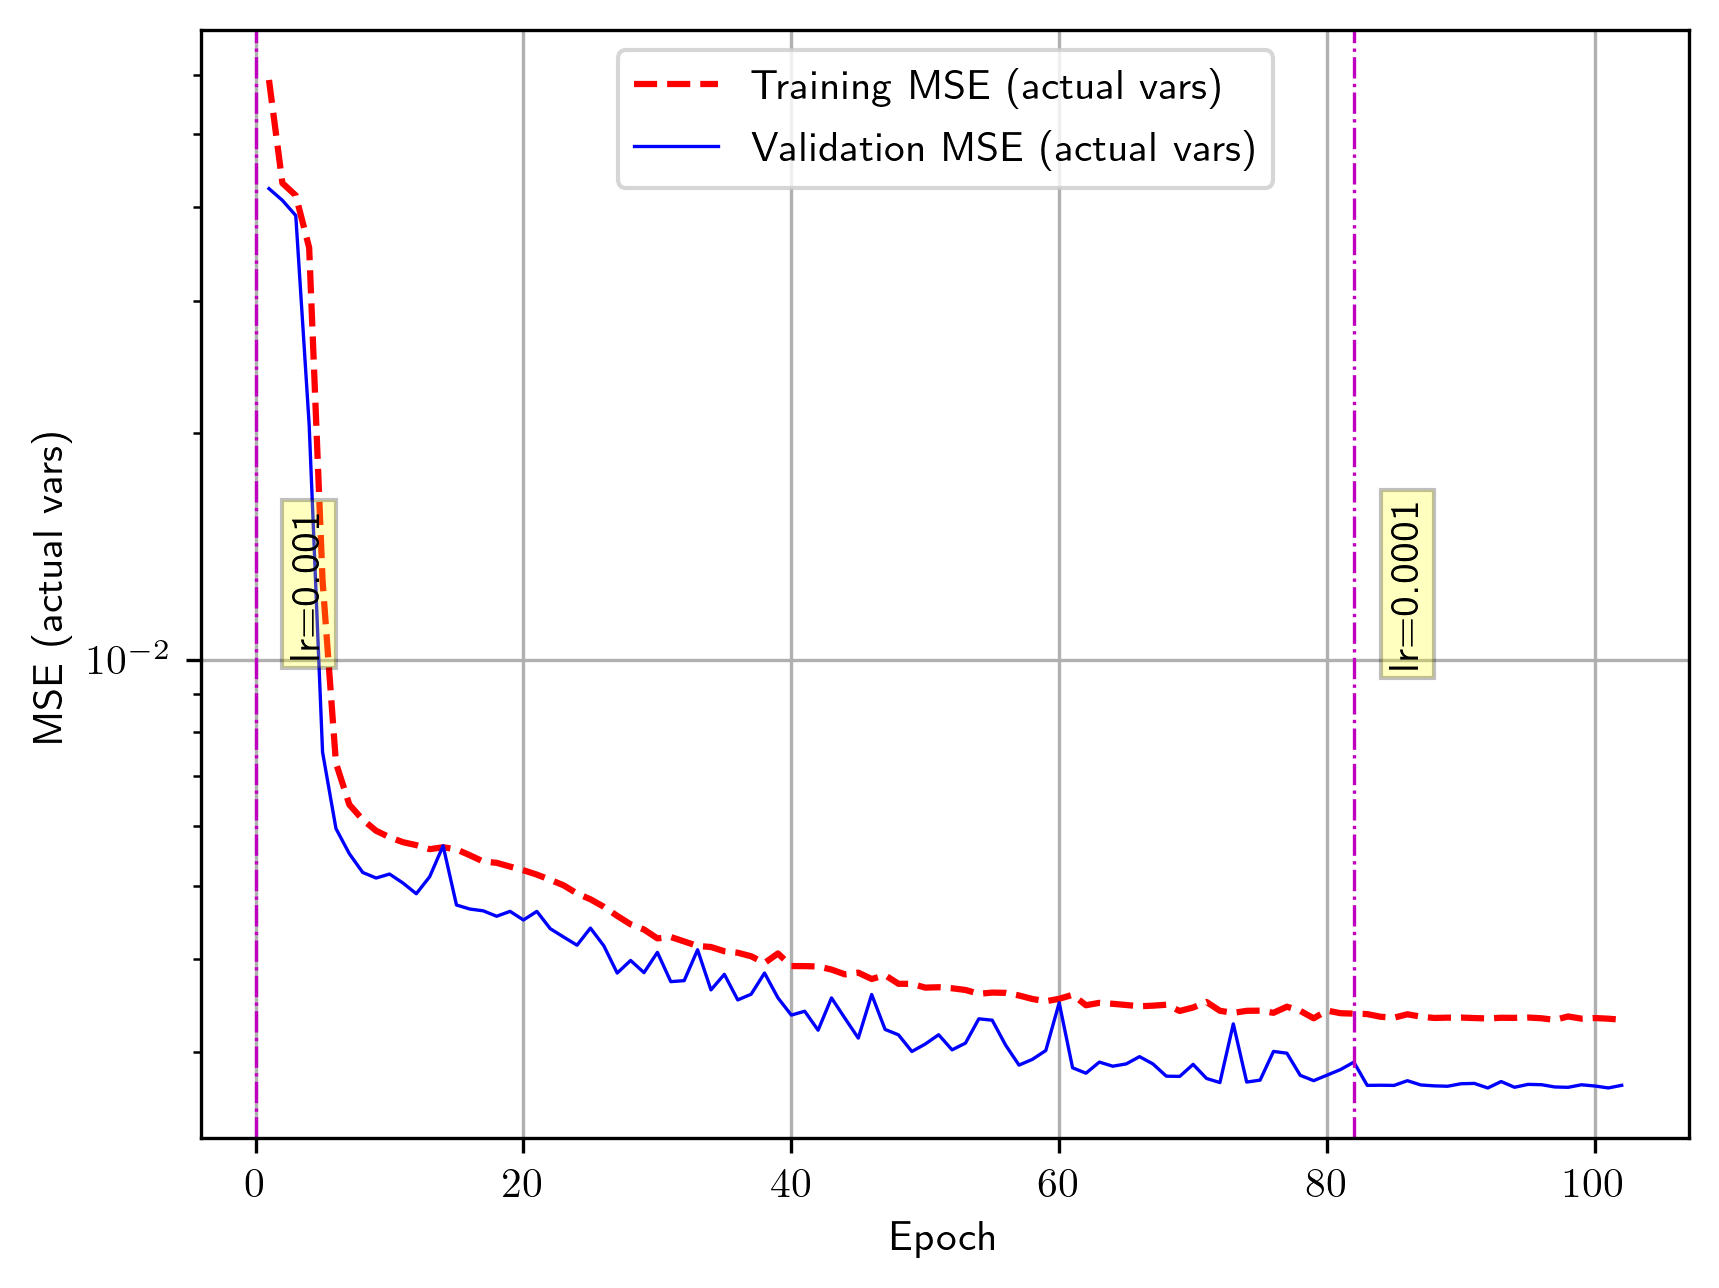 Training MSE (actual vars)
Validation MSE (actual vars)
MSE (actual vars)
10⁻²
lr=0.001
lr=0.0001
0 20 40 60 80 100
Epoch